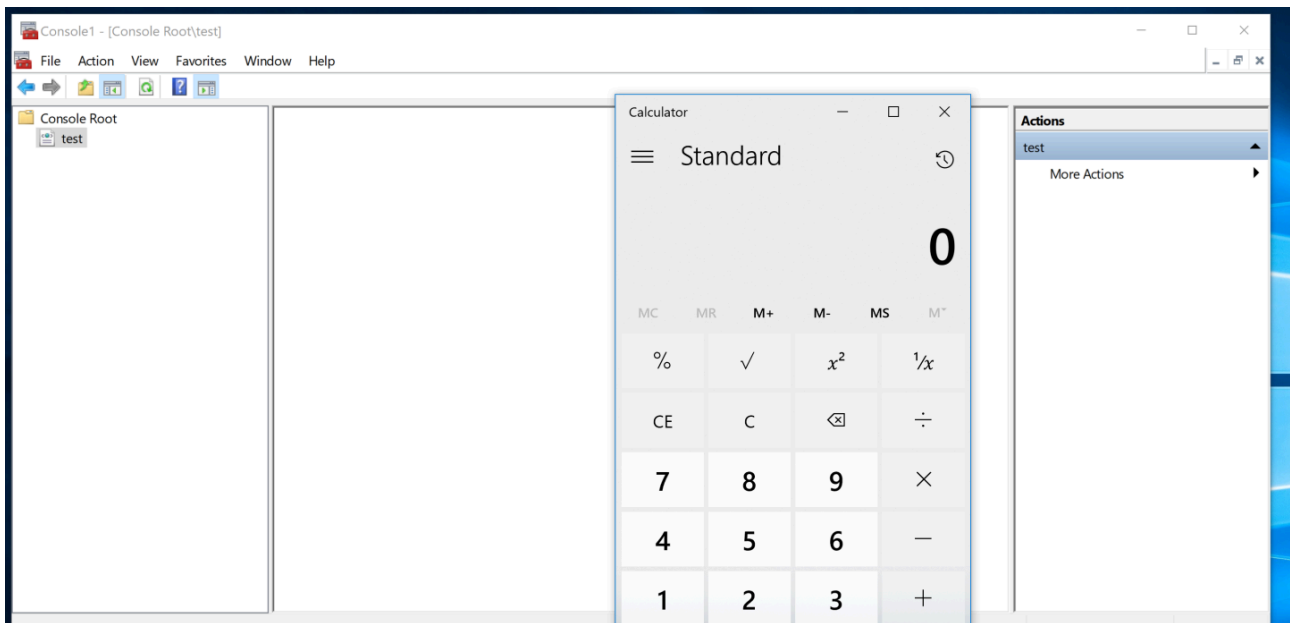 Console1 - [Console Root\test]
File Action View Favorites Window Help
Console Root
test
Calculator
Standard
0
MC MR M+ M- MS M˅
% √ x² ¹/x
CE C ÷
7 8 9 ×
4 5 6 −
1 2 3 +
Actions
test
More Actions